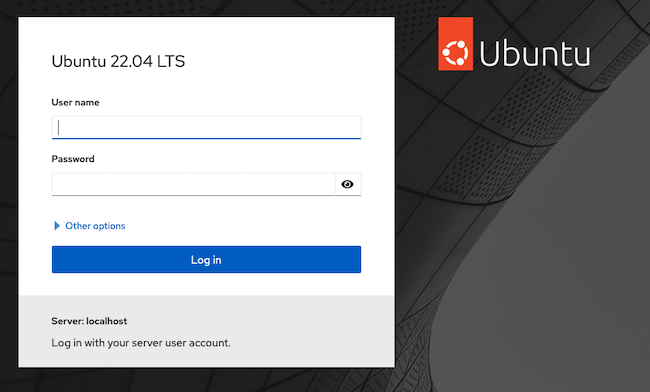 Ubuntu 22.04 LTS
Ubuntu
User name
Password
Other options
Log in
Server: localhost
Log in with your server user account.